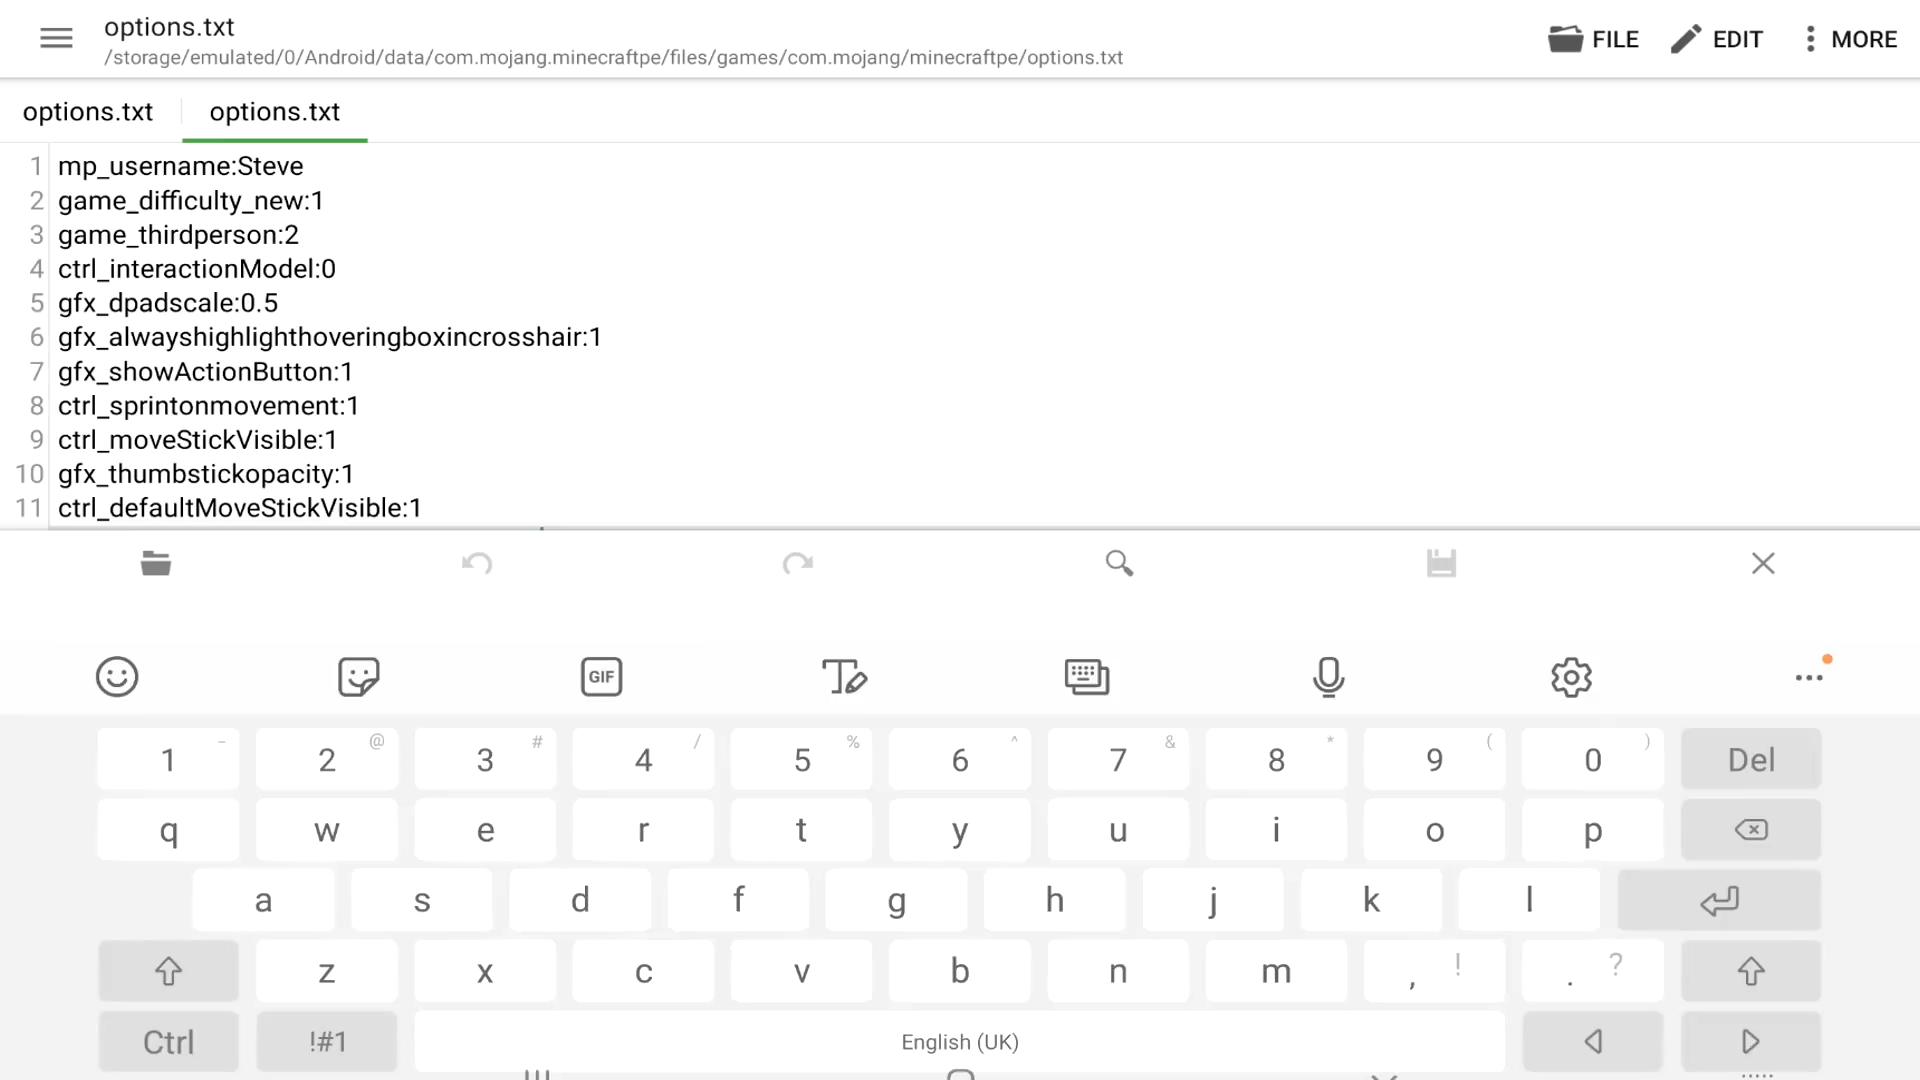 options.txt
/storage/emulated/0/Android/data/com.mojang.minecraftpe/files/games/com.mojang/minecraftpe/options.txt
FILE
EDIT
MORE
options.txt
options.txt
1 mp_username:Steve
2 game_difficulty_new:1
3 game_thirdperson:2
4 ctrl_interactionModel:0
5 gfx_dpadscale:0.5
6 gfx_alwayshighlighthoveringboxincrosshair:1
7 gfx_showActionButton:1
8 ctrl_sprintonmovement:1
9 ctrl_moveStickVisible:1
10 gfx_thumbstickopacity:1
11 ctrl_defaultMoveStickVisible:1
GIF
1 - 2 @ 3 # 4 / 5 % 6 ^ 7 & 8 * 9 ( 0 ) Del
q w e r t y u i o p
a s d f g h j k l
z x c v b n m , ! . ?
Ctrl !#1 English (UK)